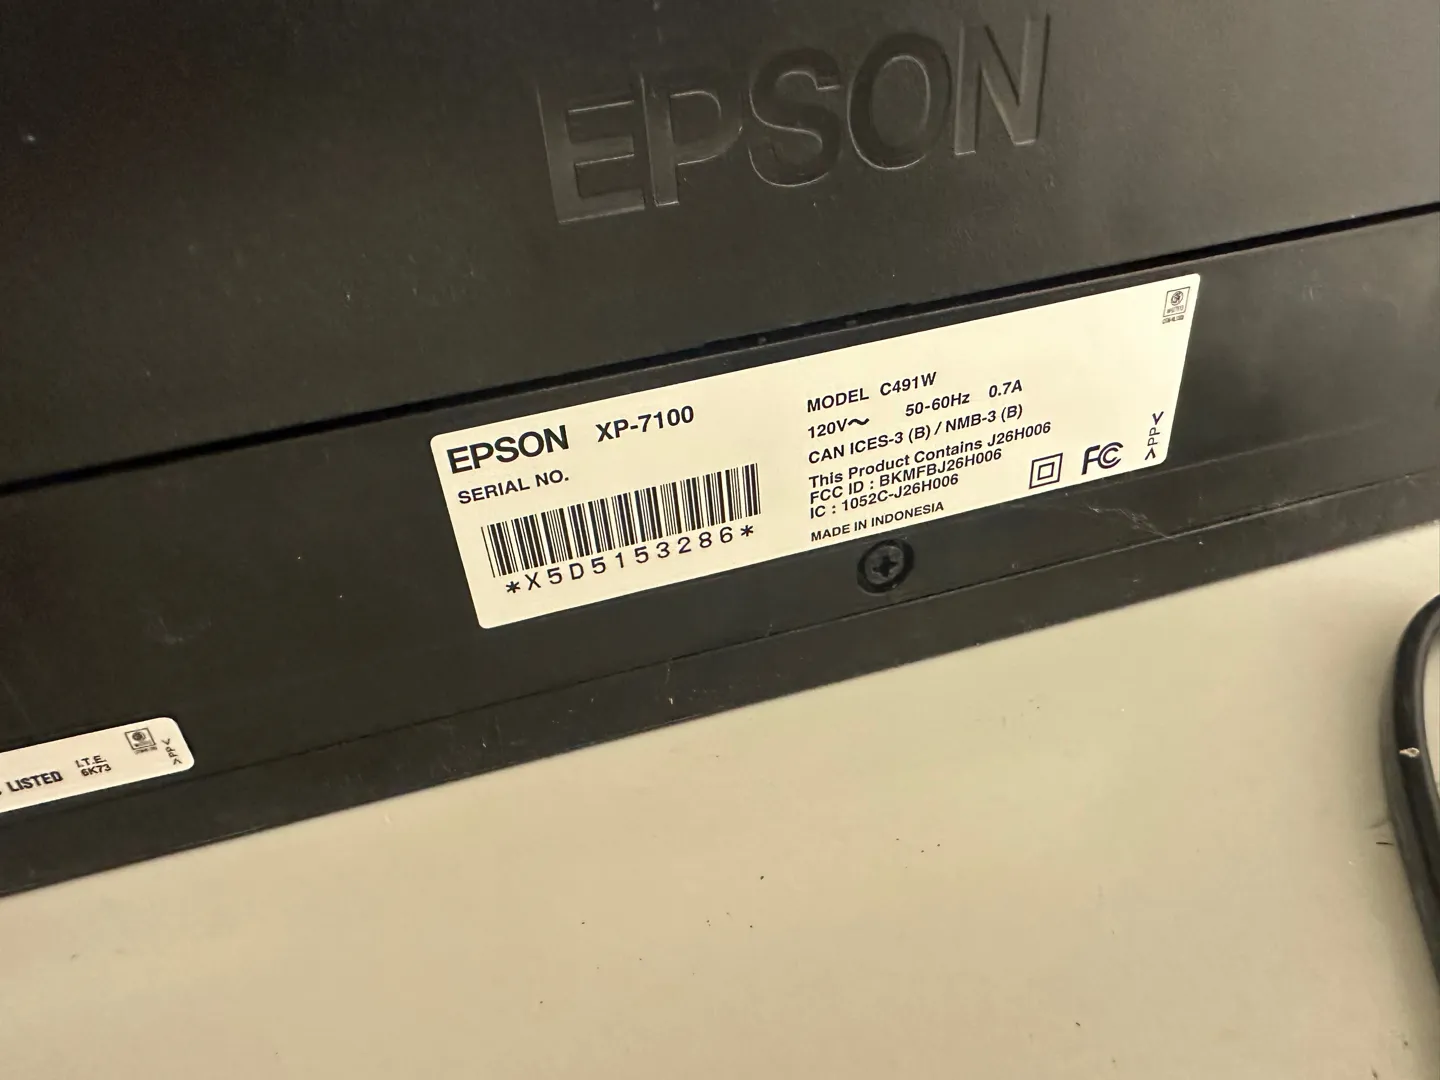 EPSON
EPSON XP-7100
SERIAL NO.
*X5D5153286*
MODEL C491W
120V～ 50-60Hz 0.7A
CAN ICES-3 (B) / NMB-3 (B)
This Product Contains J26H006
FCC ID : BKMFBJ26H006
IC : 1052C-J26H006
MADE IN INDONESIA
FC
>PP<
LISTED I.T.E.
6K73
>PP<